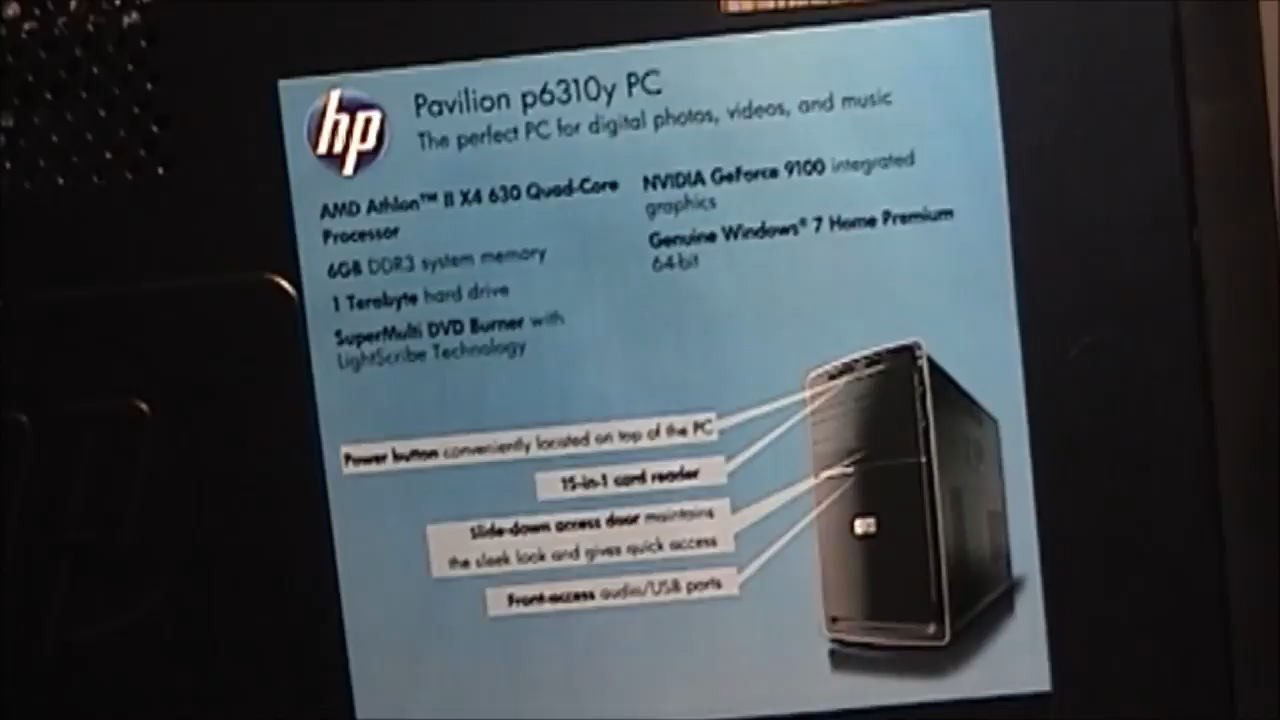 hp
Pavilion p6310y PC
The perfect PC for digital photos, videos, and music
AMD Athlon™ II X4 630 Quad-Core
Processor
6GB DDR3 system memory
1 Terabyte hard drive
SuperMulti DVD Burner with
LightScribe Technology
NVIDIA GeForce 9100 integrated
graphics
Genuine Windows® 7 Home Premium
64-bit
Power button conveniently located on top of the PC
15-in-1 card reader
Slide-down access door maintains
the sleek look and gives quick access
Front-access audio/USB ports